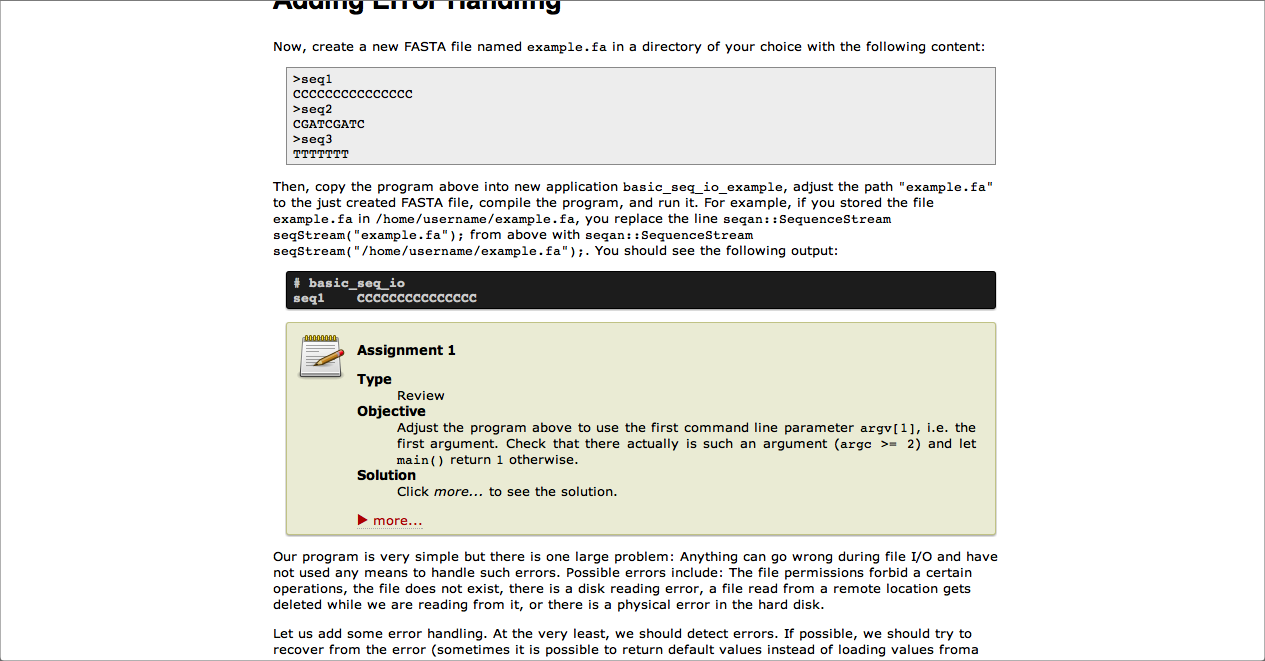 Adding Error Handling
Now, create a new FASTA file named example.fa in a directory of your choice with the following content:
>seq1
CCCCCCCCCCCCCCC
>seq2
CGATCGATC
>seq3
TTTTTTT
Then, copy the program above into new application basic_seq_io_example, adjust the path "example.fa"
to the just created FASTA file, compile the program, and run it. For example, if you stored the file
example.fa in /home/username/example.fa, you replace the line seqan::SequenceStream
seqStream("example.fa"); from above with seqan::SequenceStream
seqStream("/home/username/example.fa");. You should see the following output:
# basic_seq_io
seq1    CCCCCCCCCCCCCCC
Assignment 1
Type
Review
Objective
Adjust the program above to use the first command line parameter argv[1], i.e. the
first argument. Check that there actually is such an argument (argc >= 2) and let
main() return 1 otherwise.
Solution
Click more... to see the solution.
▶ more...
Our program is very simple but there is one large problem: Anything can go wrong during file I/O and have
not used any means to handle such errors. Possible errors include: The file permissions forbid a certain
operations, the file does not exist, there is a disk reading error, a file read from a remote location gets
deleted while we are reading from it, or there is a physical error in the hard disk.
Let us add some error handling. At the very least, we should detect errors. If possible, we should try to
recover from the error (sometimes it is possible to return default values instead of loading values froma